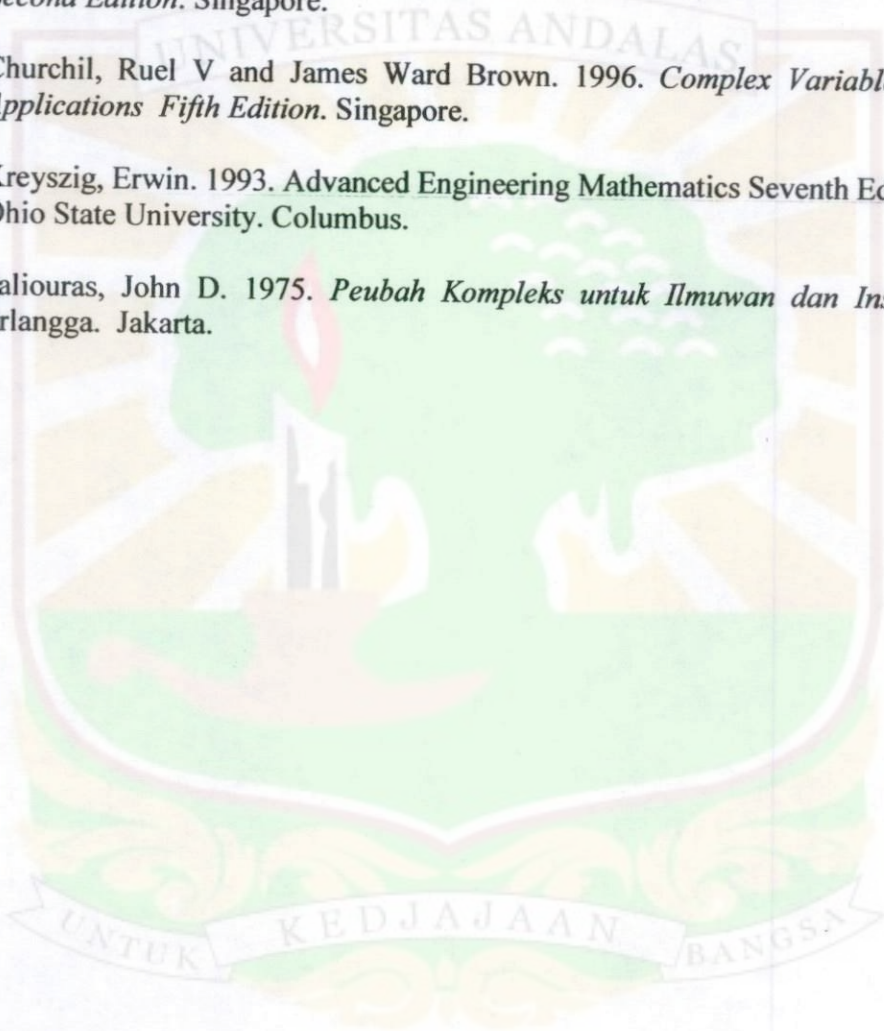 Second Edition. Singapore.
UNIVERSITAS ANDALAS
Churchil, Ruel V and James Ward Brown. 1996. Complex Variabl
Applications Fifth Edition. Singapore.
Kreyszig, Erwin. 1993. Advanced Engineering Mathematics Seventh Ed
Ohio State University. Columbus.
aliouras, John D. 1975. Peubah Kompleks untuk Ilmuwan dan Ins
rlangga. Jakarta.
UNTUK KEDJAJAAN BANGSA